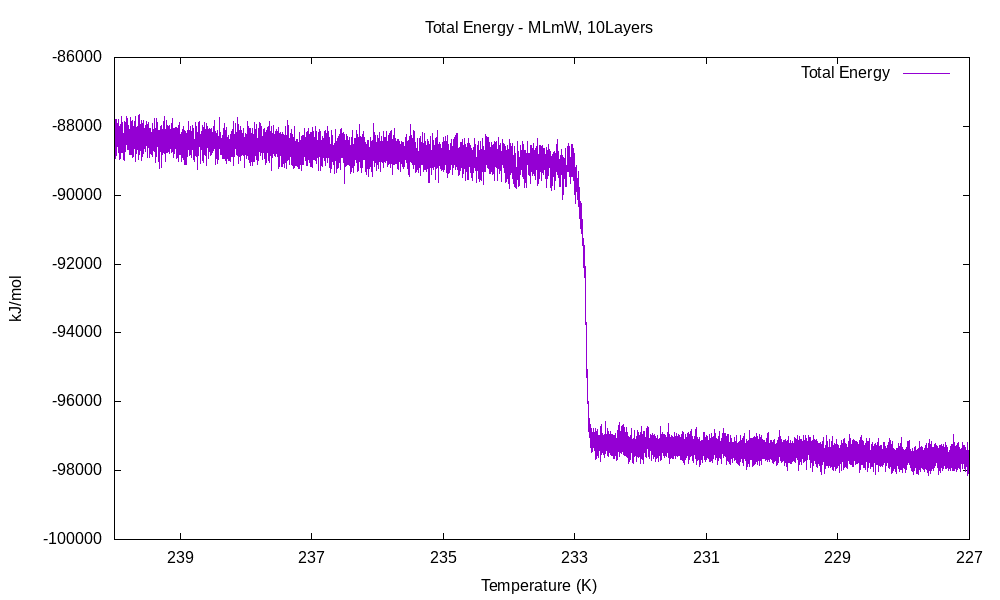 Total Energy - MLmW, 10Layers
Total Energy
-86000
-88000
-90000
-92000
-94000
-96000
-98000
-100000
kJ/mol
239 237 235 233 231 229 227
Temperature (K)